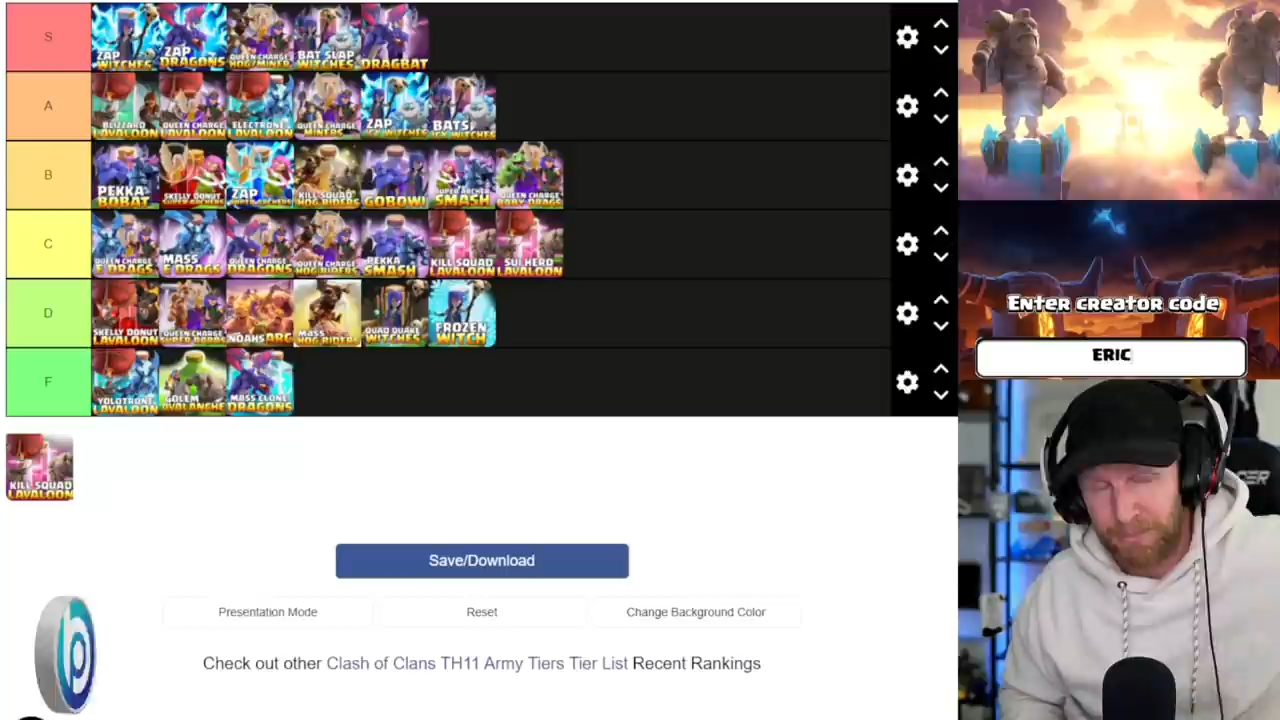 S
ZAP WITCHES
ZAP DRAGONS
QUEEN CHARGE HOG/MINER
BAT SLAP WITCHES
DRAGBAT
A
BLIZZARD LAVALOON
QUEEN CHARGE LAVALOON
ELECTRONE LAVALOON
QUEEN CHARGE MINERS
ZAP ICY WITCHES
BATS ICY WITCHES
B
PEKKA BOBAT
SKELLY DONUT SUPER ARCHERS
ZAP SUPER ARCHERS
KILL SQUAD HOG RIDERS
GOBOWI
SUPER ARCHER SMASH
QUEEN CHARGE BABY DRAGS
C
QUEEN CHARGE E DRAGS
MASS E DRAGS
QUEEN CHARGE DRAGONS
QUEEN CHARGE HOG RIDERS
PEKKA SMASH
KILL SQUAD LAVALOON
SUI HERO LAVALOON
D
SKELLY DONUT LAVALOON
QUEEN CHARGE SUPER BARBS
NOAHS ARC
MASS HOG RIDERS
QUAD QUAKE WITCHES
FROZEN WITCH
F
YOLOTRONE LAVALOON
GOLEM AVALANCHE
MASS CLONE DRAGONS
KILL SQUAD LAVALOON
Save/Download
Presentation Mode
Reset
Change Background Color
Check out other Clash of Clans TH11 Army Tiers Tier List Recent Rankings
Enter creator code
ERIC